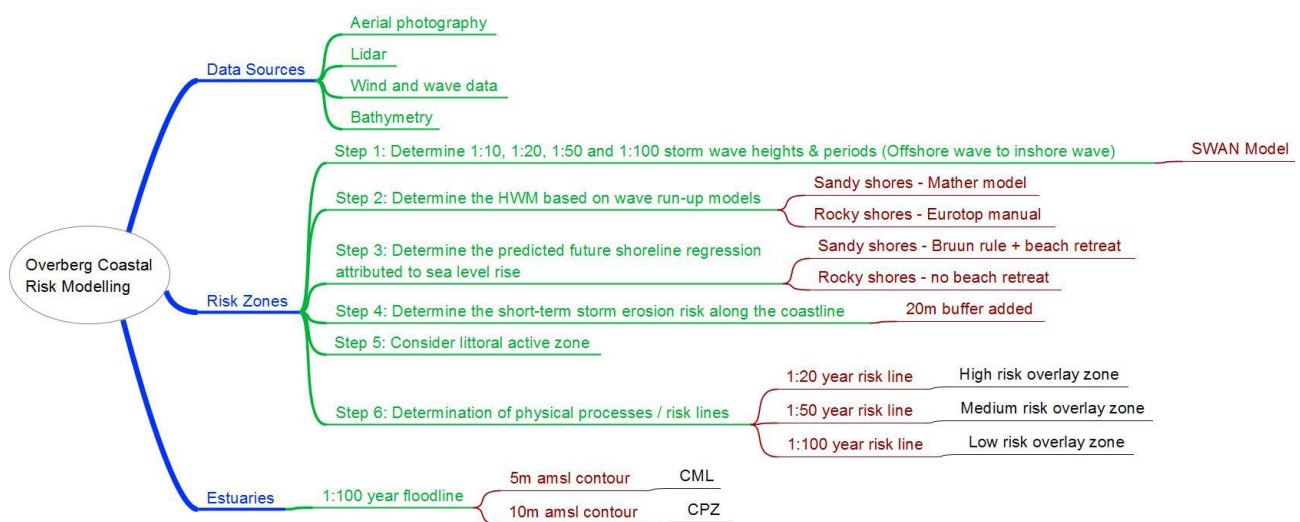 Overberg Coastal
Risk Modelling
Data Sources
Aerial photography
Lidar
Wind and wave data
Bathymetry
Risk Zones
Step 1: Determine 1:10, 1:20, 1:50 and 1:100 storm wave heights & periods (Offshore wave to inshore wave)
SWAN Model
Step 2: Determine the HWM based on wave run-up models
Sandy shores - Mather model
Rocky shores - Eurotop manual
Step 3: Determine the predicted future shoreline regression
attributed to sea level rise
Sandy shores - Bruun rule + beach retreat
Rocky shores - no beach retreat
Step 4: Determine the short-term storm erosion risk along the coastline
20m buffer added
Step 5: Consider littoral active zone
Step 6: Determination of physical processes / risk lines
1:20 year risk line
High risk overlay zone
1:50 year risk line
Medium risk overlay zone
1:100 year risk line
Low risk overlay zone
Estuaries
1:100 year floodline
5m amsl contour
CML
10m amsl contour
CPZ